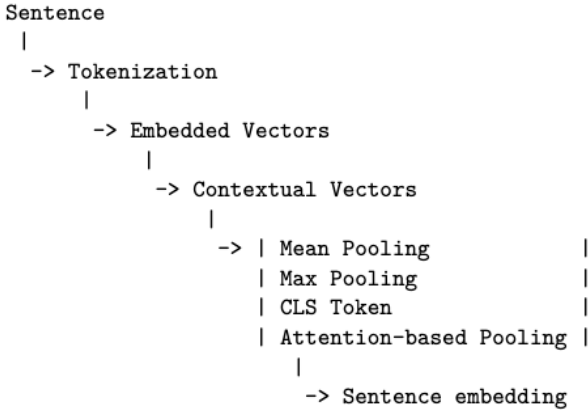 Sentence
 |
  -> Tokenization
      |
       -> Embedded Vectors
           |
            -> Contextual Vectors
                |
                 -> | Mean Pooling            |
                    | Max Pooling             |
                    | CLS Token               |
                    | Attention-based Pooling |
                       |
                        -> Sentence embedding